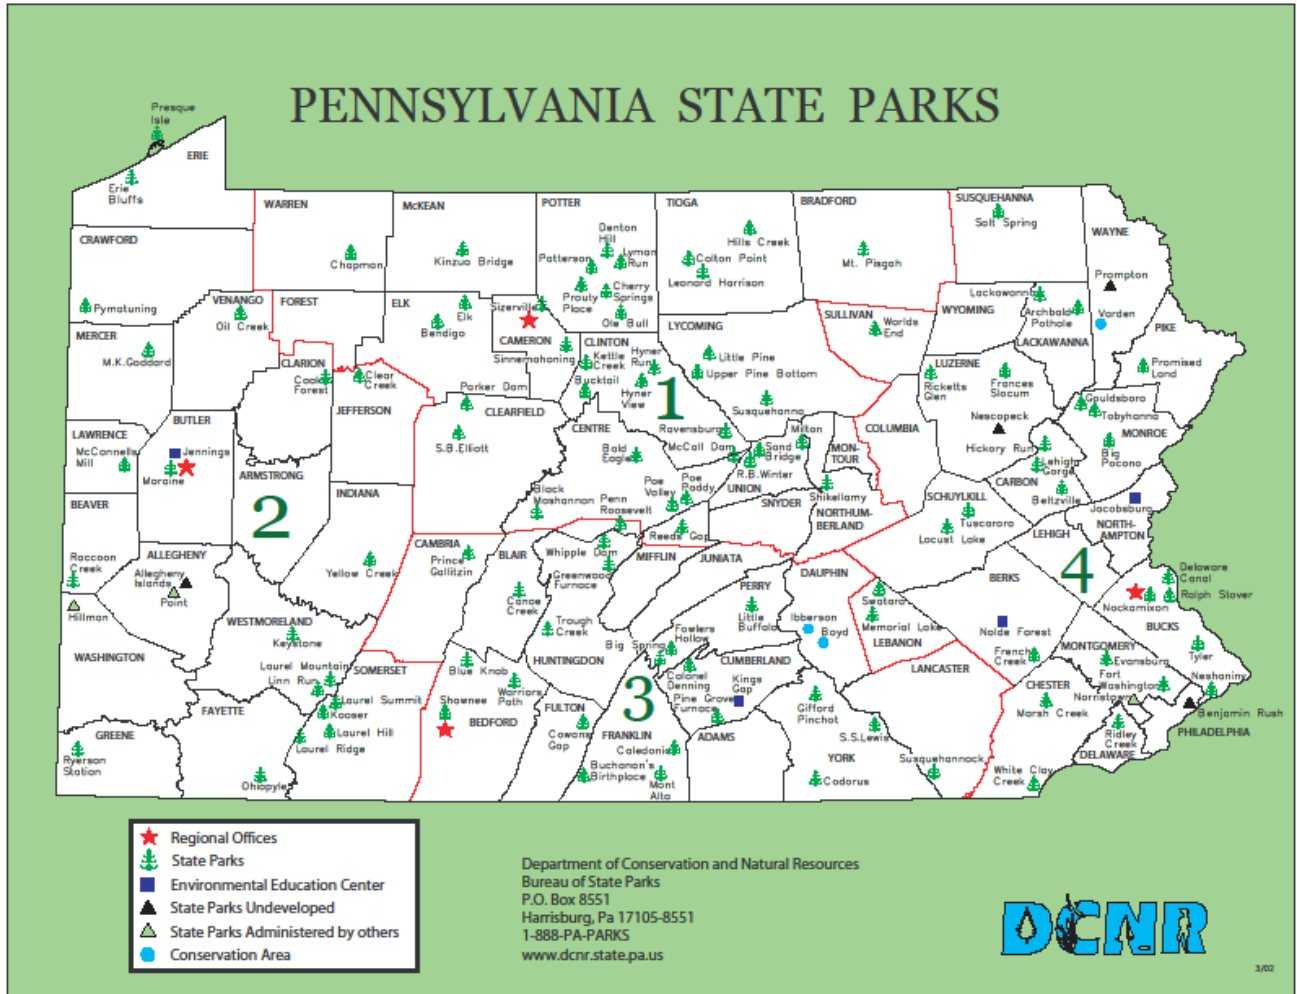 PENNSYLVANIA STATE PARKS
Presque
Isle
ERIE
Erie
Bluffs
WARREN
McKEAN
POTTER
TIOGA
BRADFORD
SUSQUEHANNA
Salt Spring
WAYNE
CRAWFORD
Chapman
Kinzua Bridge
Denton
Hill
Lyman
Run
Patterson
Cherry
Springs
Prouty
Place
Ole Bull
Hills Creek
Colton Point
Leonard Harrison
Mt. Pisgah
Prompton
Lackawanna
Archbald
Pothole
Varden
Pymatuning
VENANGO
Oil Creek
FOREST
ELK
Elk
Bendigo
Sizerville
CAMERON
Sinnemahoning
LYCOMING
SULLIVAN
Worlds
End
WYOMING
LACKAWANNA
PIKE
Promised
Land
MERCER
M.K.Goddard
CLARION
Cook
Forest
Clear
Creek
JEFFERSON
Parker Dam
CLEARFIELD
S.B.Elliott
CLINTON
Kettle
Creek
Hyner
Run
Bucktail
Hyner
View
1
Little Pine
Upper Pine Bottom
Susquehanna
LUZERNE
Ricketts
Glen
Frances
Slocum
Nescopeck
Gouldsboro
Tobyhanna
MONROE
Big
Pocono
BUTLER
LAWRENCE
McConnells
Mill
Jennings
Moraine
ARMSTRONG
2
INDIANA
CENTRE
Bald
Eagle
Ravensburg
McCall Dam
Milton
Sand
Bridge
R.B.Winter
UNION
MON-
TOUR
COLUMBIA
Hickory Run
Lehigh
Gorge
CARBON
Beltzville
BEAVER
Black
Moshannon
Penn
Roosevelt
Poe
Valley
Poe
Paddy
Reeds Gap
SNYDER
Shikellamy
NORTHUM-
BERLAND
SCHUYLKILL
Tuscarora
Locust Lake
LEHIGH
Jacobsburg
NORTH-
AMPTON
Raccoon
Creek
ALLEGHENY
Allegheny
Islands
Point
Hillman
Yellow Creek
CAMBRIA
Prince
Gallitzin
BLAIR
Whipple Dam
Greenwood
Furnace
MIFFLIN
JUNIATA
PERRY
Little
Buffalo
DAUPHIN
Ibberson
Boyd
Swatara
Memorial Lake
LEBANON
BERKS
Nolde Forest
4
Delaware
Canal
Ralph Stover
Nockamixon
BUCKS
Tyler
WASHINGTON
WESTMORELAND
Keystone
Laurel Mountain
Linn Run
SOMERSET
Laurel Summit
Kooser
Laurel Hill
Laurel Ridge
Canoe
Creek
Trough
Creek
HUNTINGDON
Blue Knob
Warriors
Path
Shawnee
BEDFORD
FULTON
Cowans
Gap
Big Spring
Fowlers
Hollow
Colonel
Denning
CUMBERLAND
Kings
Gap
Pine Grove
Furnace
3
FRANKLIN
Caledonia
Buchanan's
Birthplace
Mont
Alto
ADAMS
Gifford
Pinchot
YORK
Codorus
S.S.Lewis
Susquehannock
LANCASTER
French
Creek
MONTGOMERY
Evansburg
Fort
Washington
Norristown
Neshaminy
Benjamin Rush
PHILADELPHIA
CHESTER
Marsh Creek
Ridley
Creek
DELAWARE
White Clay
Creek
FAYETTE
Ohiopyle
GREENE
Ryerson
Station
Regional Offices
State Parks
Environmental Education Center
State Parks Undeveloped
State Parks Administered by others
Conservation Area
Department of Conservation and Natural Resources
Bureau of State Parks
P.O. Box 8551
Harrisburg, Pa 17105-8551
1-888-PA-PARKS
www.dcnr.state.pa.us
DCNR
3/02